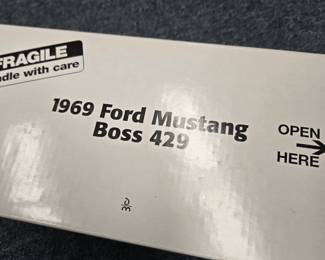 FRAGILE
ndle with care
1969 Ford Mustang
Boss 429
OPEN
HERE